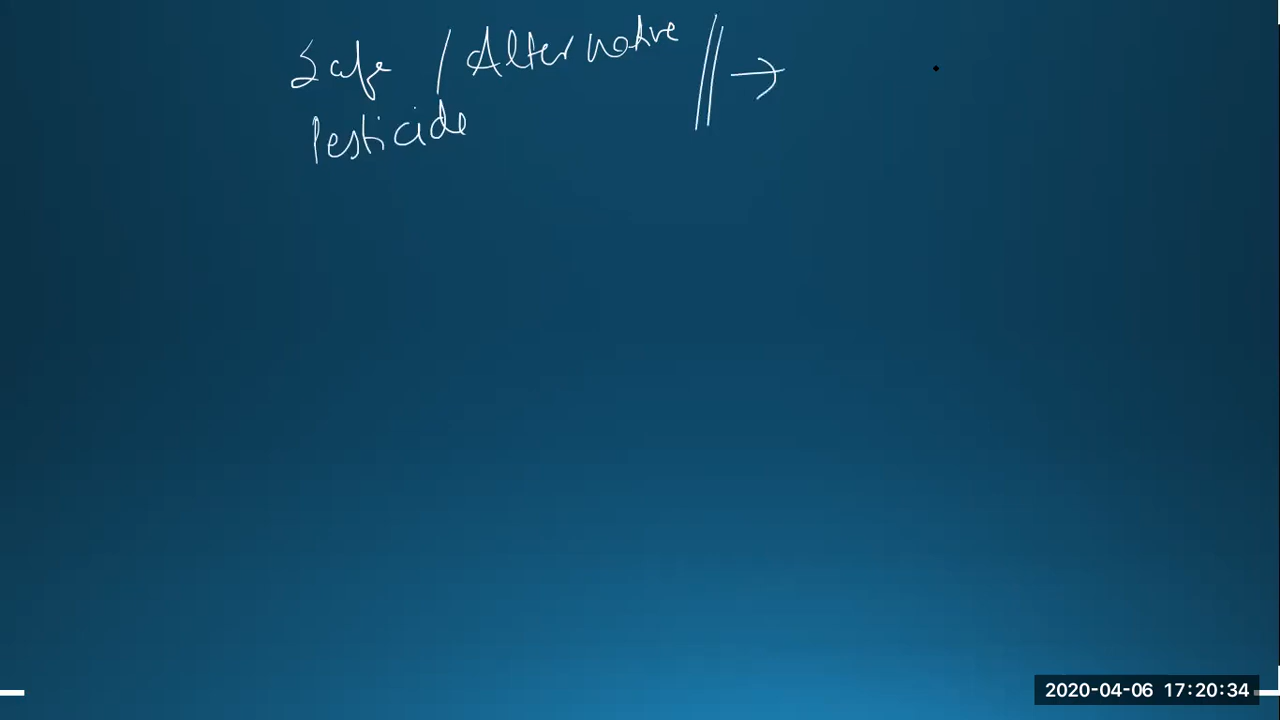 Safe / Alternative // →
Pesticide
2020-04-06 17:20:34